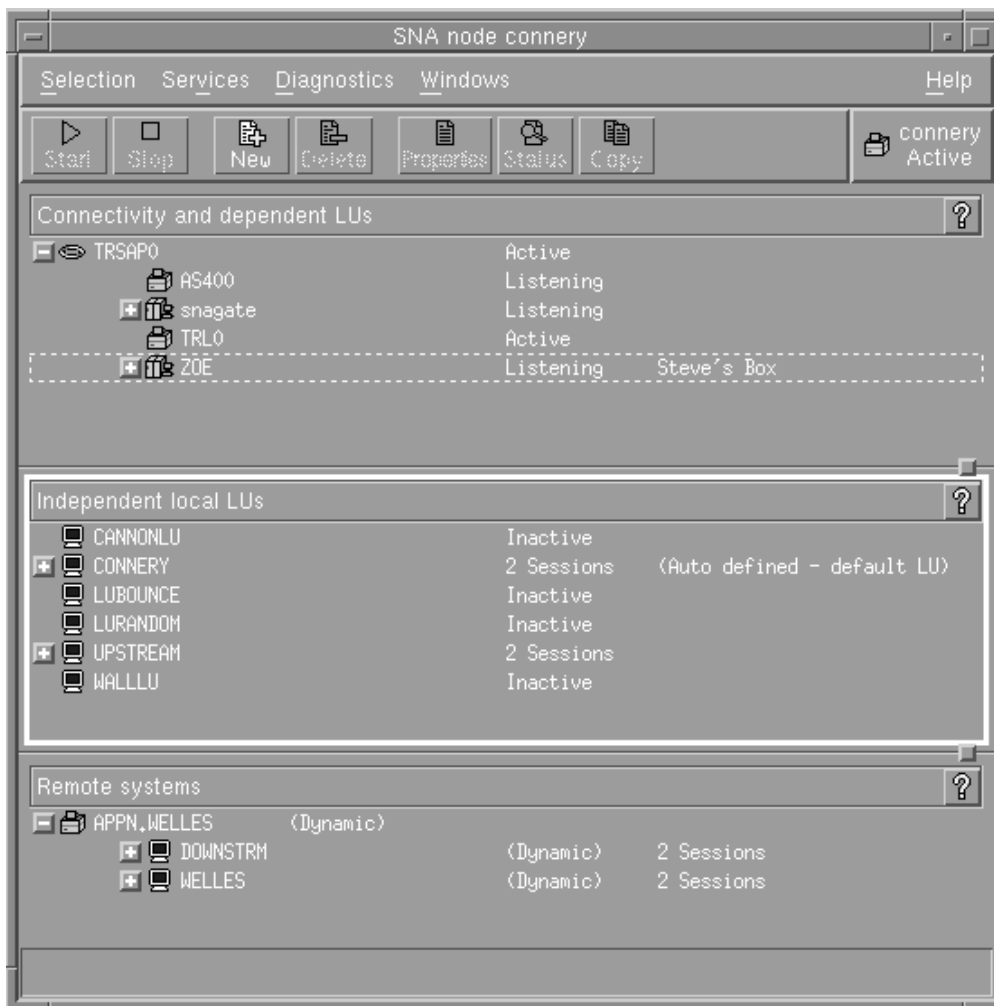 SNA node connery
Selection Services Diagnostics Windows Help
Start Stop New Delete Properties Status Copy connery
Active
Connectivity and dependent LUs ?
TRSAP0 Active
AS400 Listening
snagate Listening
TRL0 Active
ZOE Listening Steve's Box
Independent local LUs ?
CANNONLU Inactive
CONNERY 2 Sessions (Auto defined - default LU)
LUBOUNCE Inactive
LURANDOM Inactive
UPSTREAM 2 Sessions
WALLLU Inactive
Remote systems ?
APPN.WELLES (Dynamic)
DOWNSTRM (Dynamic) 2 Sessions
WELLES (Dynamic) 2 Sessions